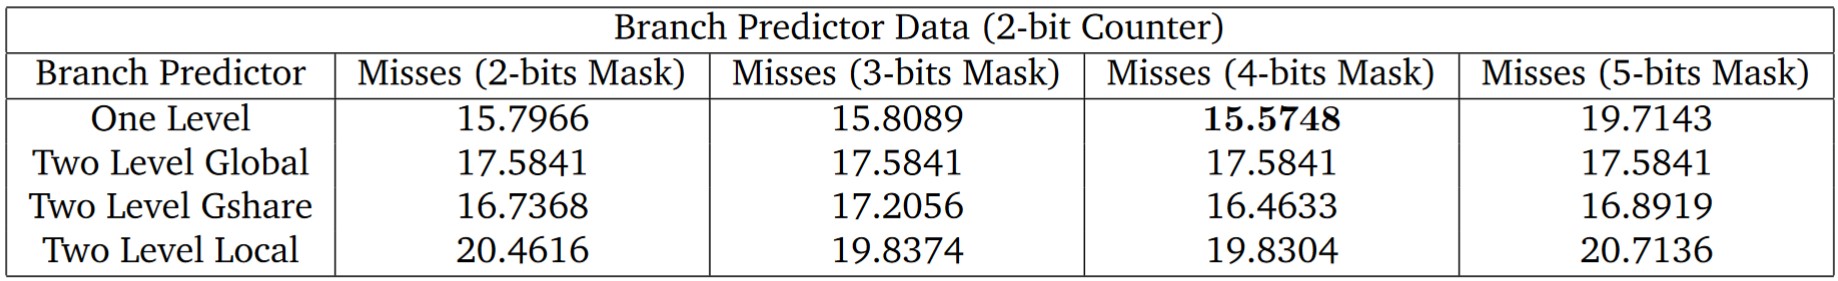 Branch Predictor Data (2-bit Counter)
Branch Predictor Misses (2-bits Mask) Misses (3-bits Mask) Misses (4-bits Mask) Misses (5-bits Mask)
One Level 15.7966 15.8089 15.5748 19.7143
Two Level Global 17.5841 17.5841 17.5841 17.5841
Two Level Gshare 16.7368 17.2056 16.4633 16.8919
Two Level Local 20.4616 19.8374 19.8304 20.7136